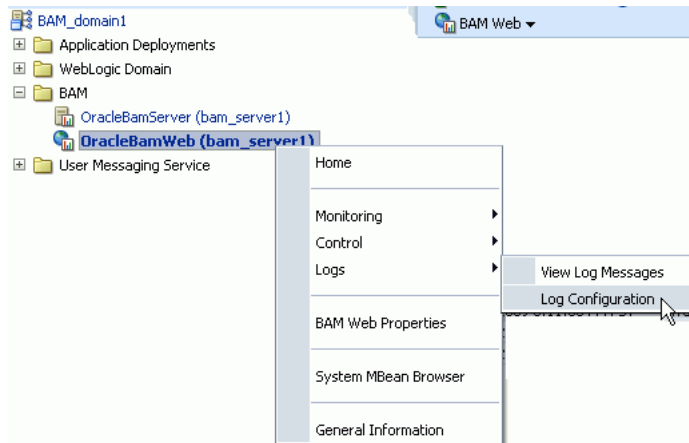 BAM_domain1
BAM Web
Application Deployments
WebLogic Domain
BAM
OracleBamServer (bam_server1)
OracleBamWeb (bam_server1)
User Messaging Service
Home
Monitoring
Control
Logs
View Log Messages
Log Configuration
BAM Web Properties
System MBean Browser
General Information